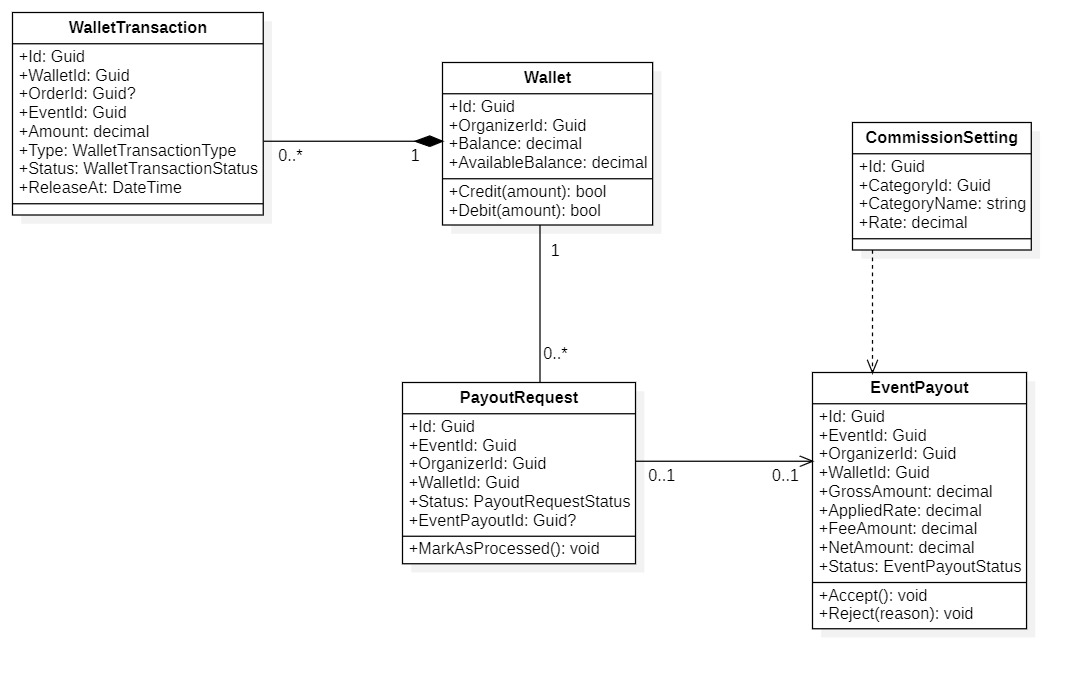 WalletTransaction
+Id: Guid
+WalletId: Guid
+OrderId: Guid?
+EventId: Guid
+Amount: decimal
+Type: WalletTransactionType
+Status: WalletTransactionStatus
+ReleaseAt: DateTime
0..*
1
Wallet
+Id: Guid
+OrganizerId: Guid
+Balance: decimal
+AvailableBalance: decimal
+Credit(amount): bool
+Debit(amount): bool
1
0..*
CommissionSetting
+Id: Guid
+CategoryId: Guid
+CategoryName: string
+Rate: decimal
PayoutRequest
+Id: Guid
+EventId: Guid
+OrganizerId: Guid
+WalletId: Guid
+Status: PayoutRequestStatus
+EventPayoutId: Guid?
+MarkAsProcessed(): void
0..1
0..1
EventPayout
+Id: Guid
+EventId: Guid
+OrganizerId: Guid
+WalletId: Guid
+GrossAmount: decimal
+AppliedRate: decimal
+FeeAmount: decimal
+NetAmount: decimal
+Status: EventPayoutStatus
+Accept(): void
+Reject(reason): void